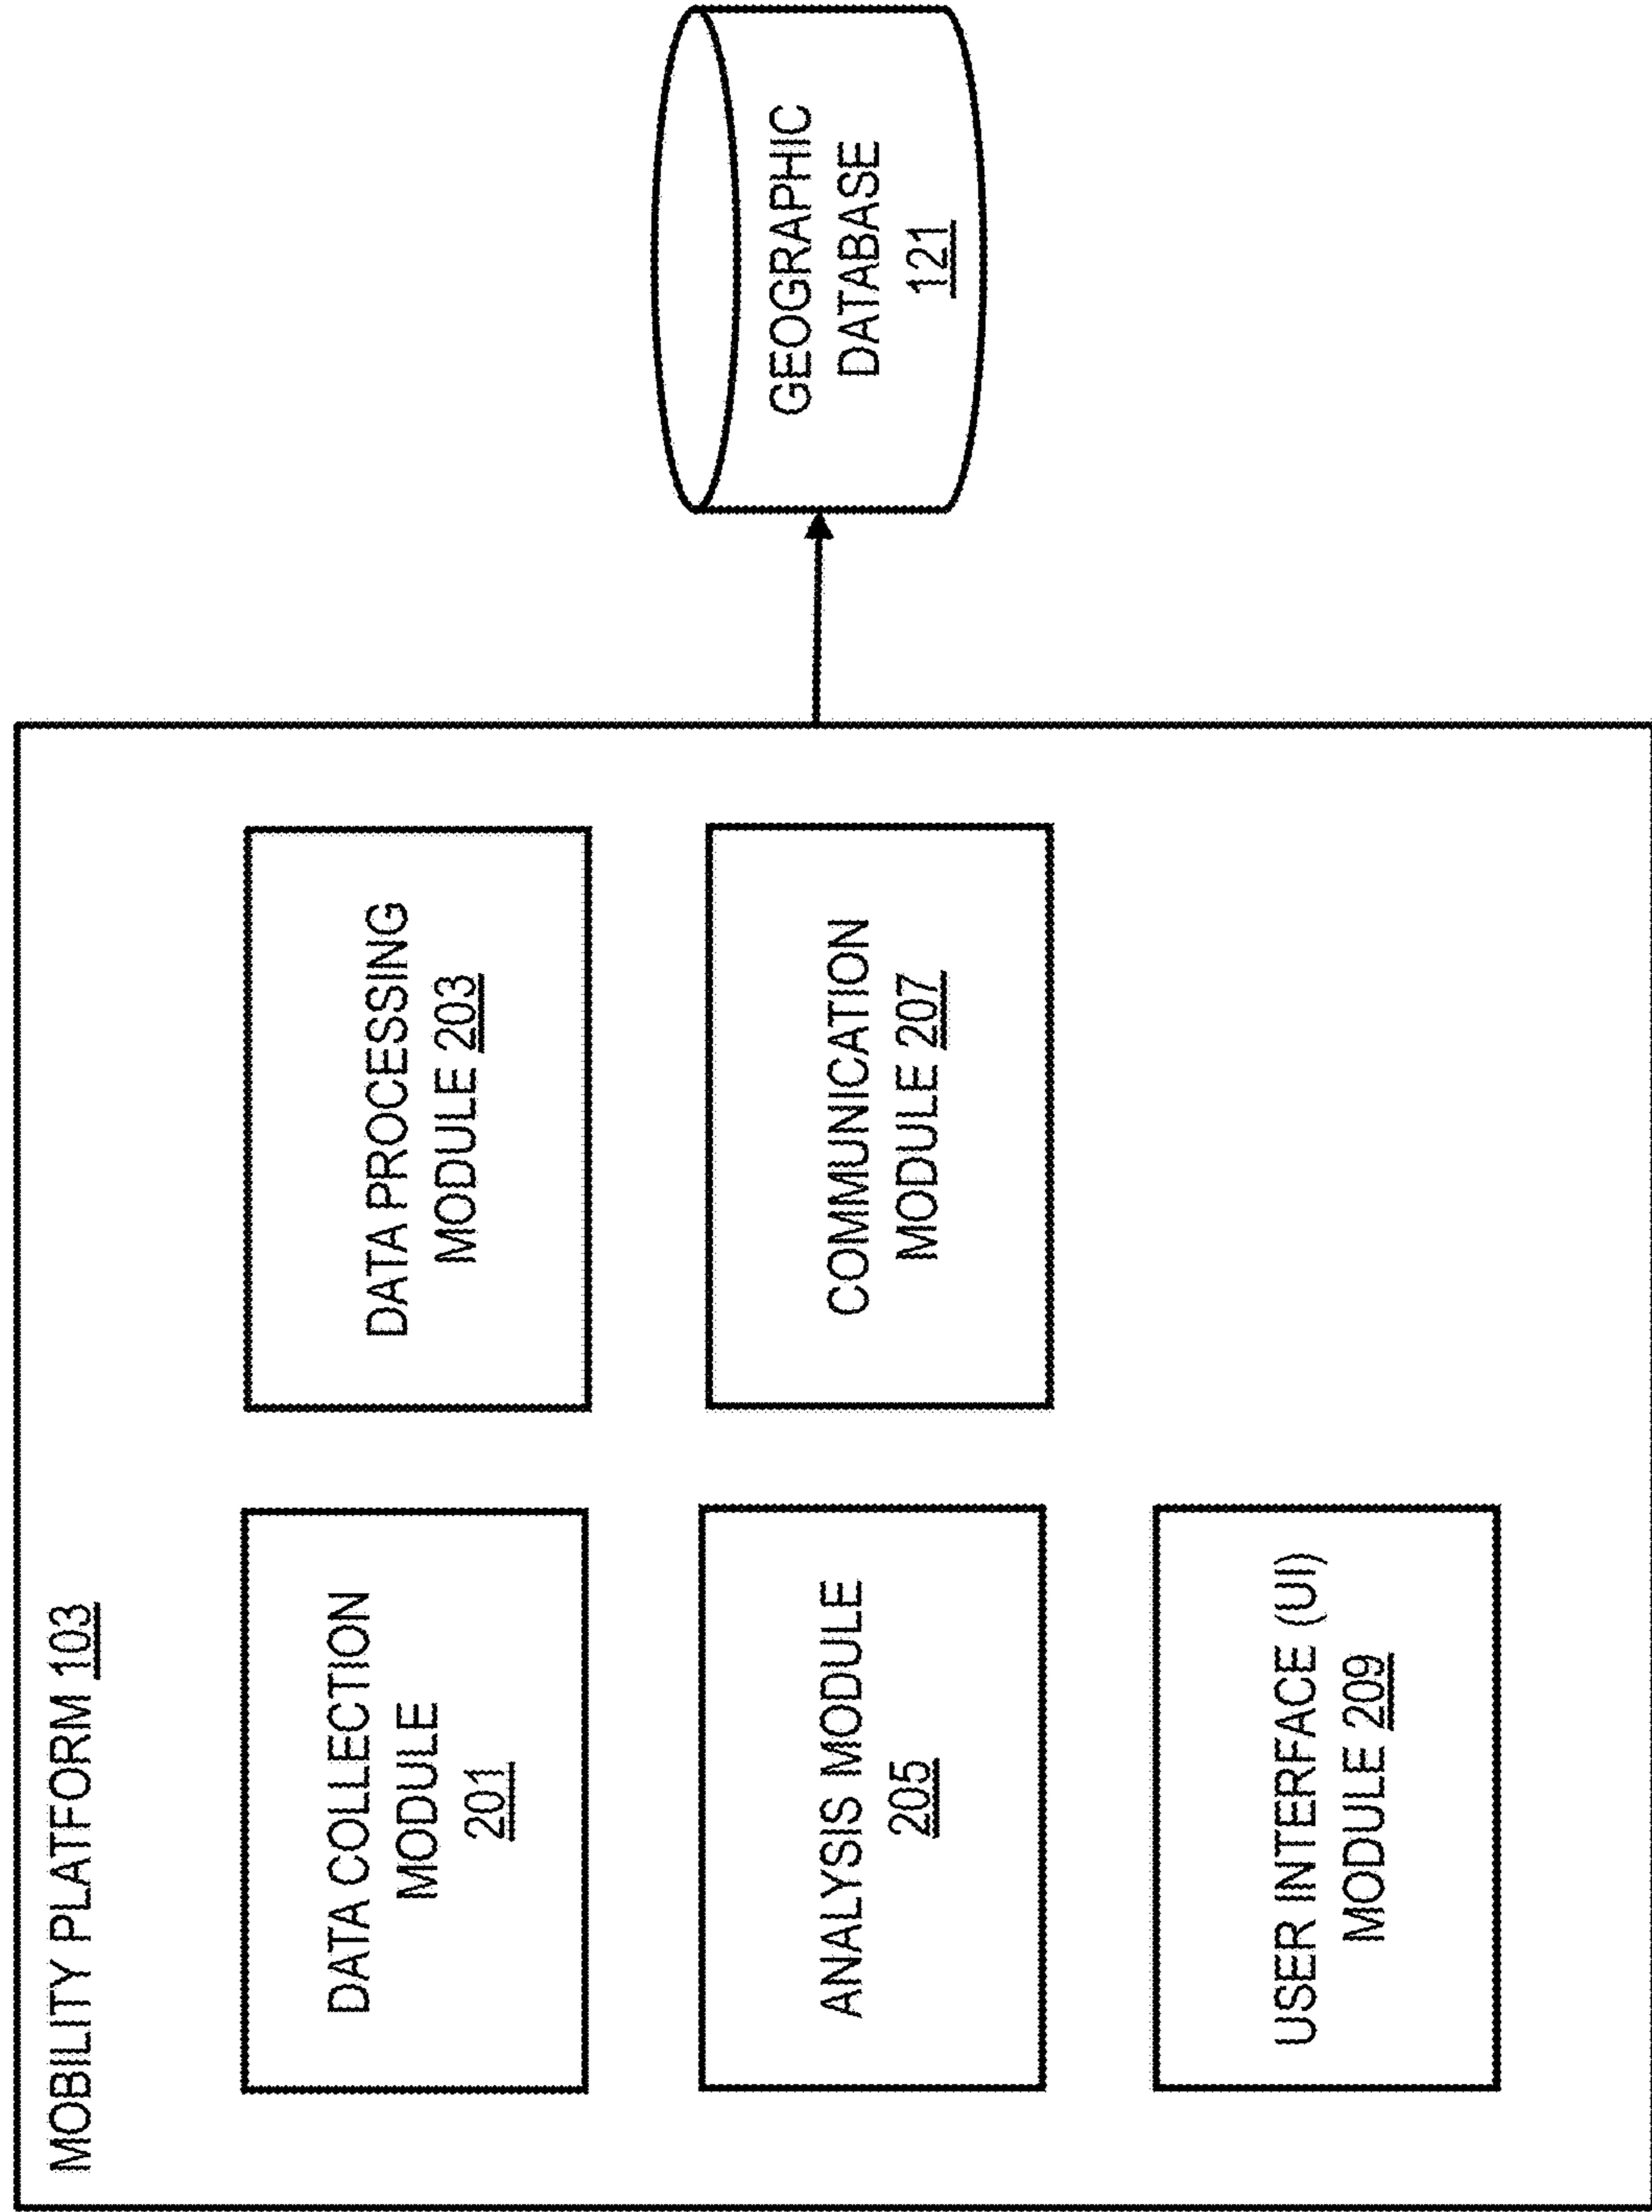 MOBILITY PLATFORM 103
DATA COLLECTION
MODULE
201
DATA PROCESSING
MODULE 203
ANALYSIS MODULE
205
COMMUNICATION
MODULE 207
USER INTERFACE (UI)
MODULE 209
GEOGRAPHIC
DATABASE
121